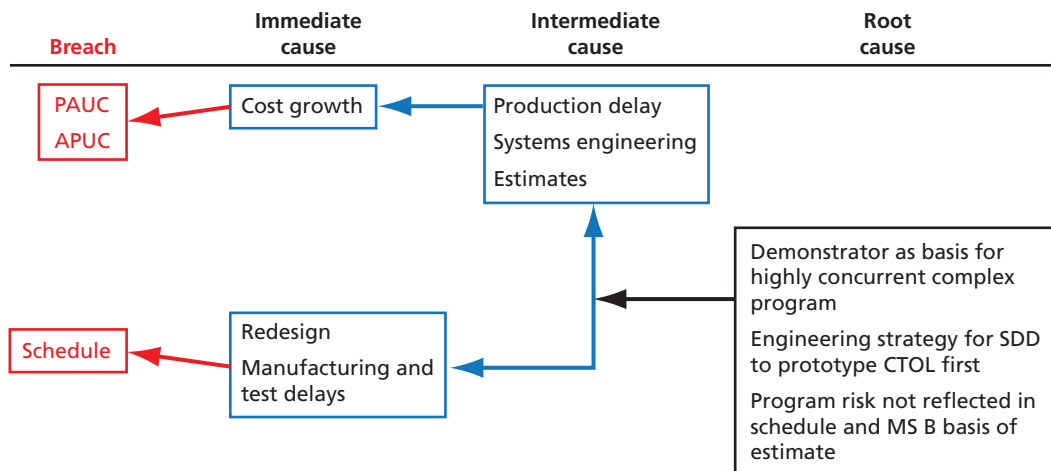 Breach
Immediate
cause
Intermediate
cause
Root
cause
PAUC
APUC
Cost growth
Production delay
Systems engineering
Estimates
Demonstrator as basis for
highly concurrent complex
program
Engineering strategy for SDD
to prototype CTOL first
Program risk not reflected in
schedule and MS B basis of
estimate
Schedule
Redesign
Manufacturing and
test delays